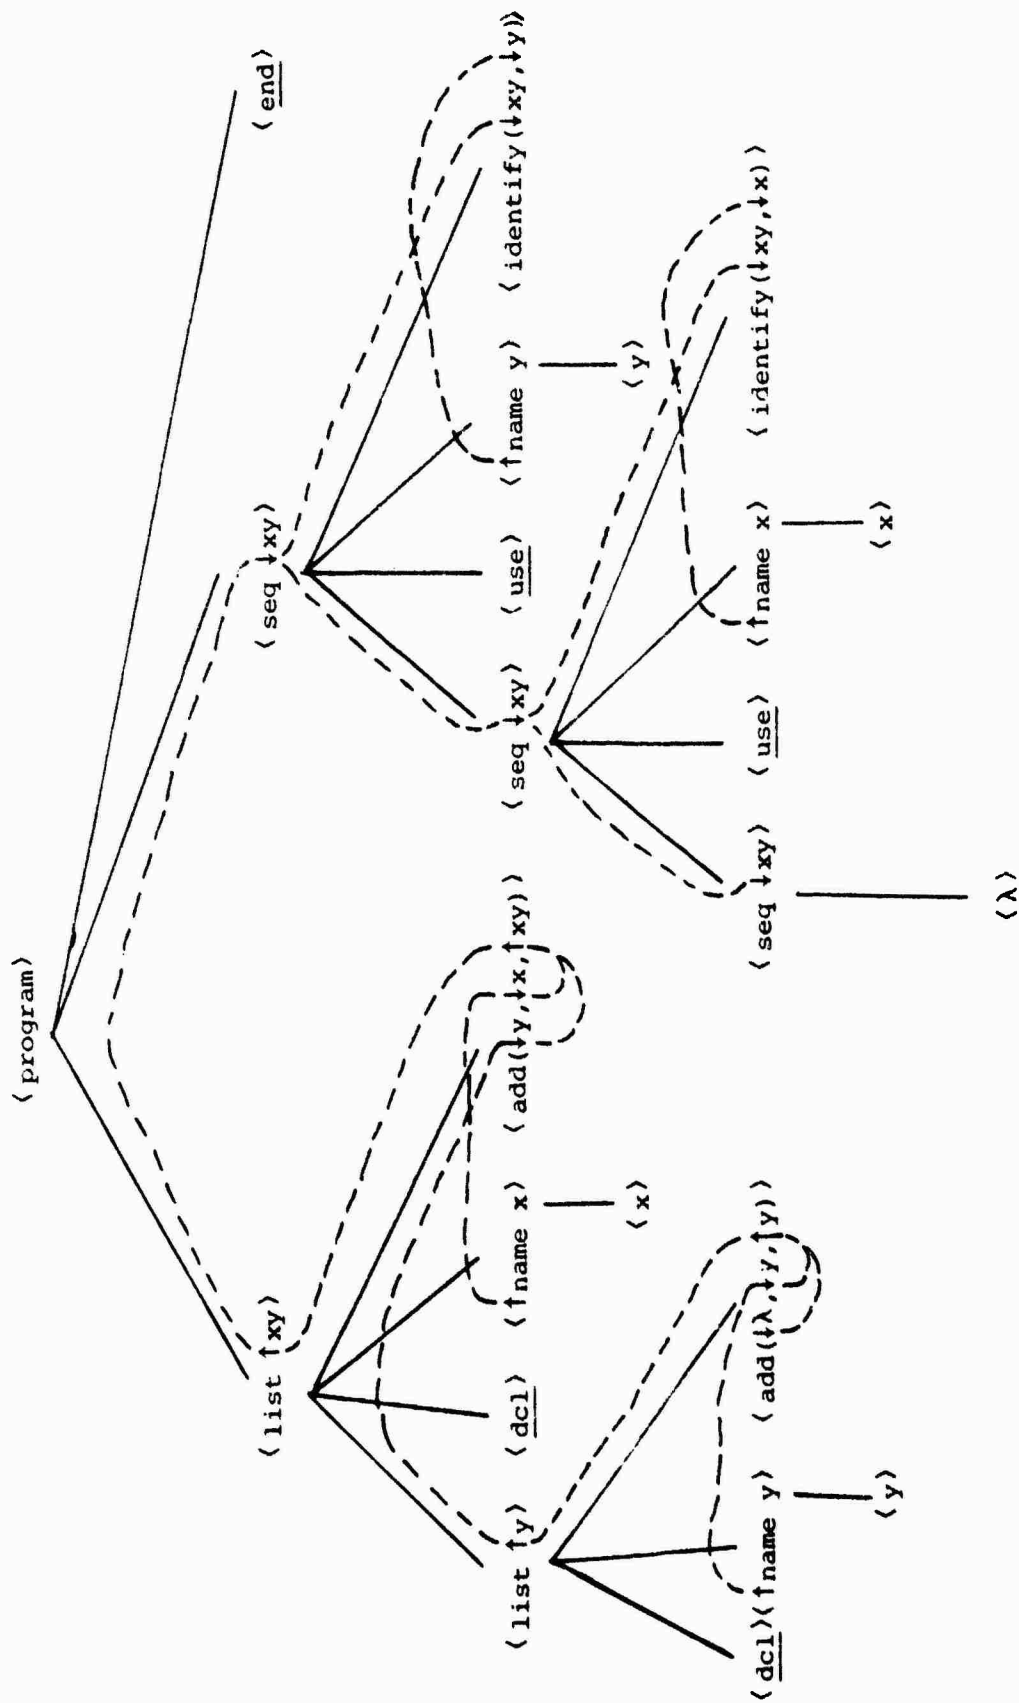 ⟨program⟩
⟨list ↑xy⟩ ⟨seq ↓xy⟩ ⟨end⟩
⟨list ↑y⟩ ⟨dcl⟩ ⟨↑name x⟩ ⟨add(↓y,↓x,↑xy)⟩ ⟨seq ↓xy⟩ ⟨use⟩ ⟨↑name y⟩ ⟨identify(↓xy,↓y)⟩
⟨x⟩ ⟨y⟩
⟨dcl⟩⟨↑name y⟩ ⟨add(↓λ,↓y,↑y)⟩ ⟨seq ↓xy⟩ ⟨use⟩ ⟨↑name x⟩ ⟨identify(↓xy,↓x)⟩
⟨y⟩ ⟨x⟩
⟨λ⟩